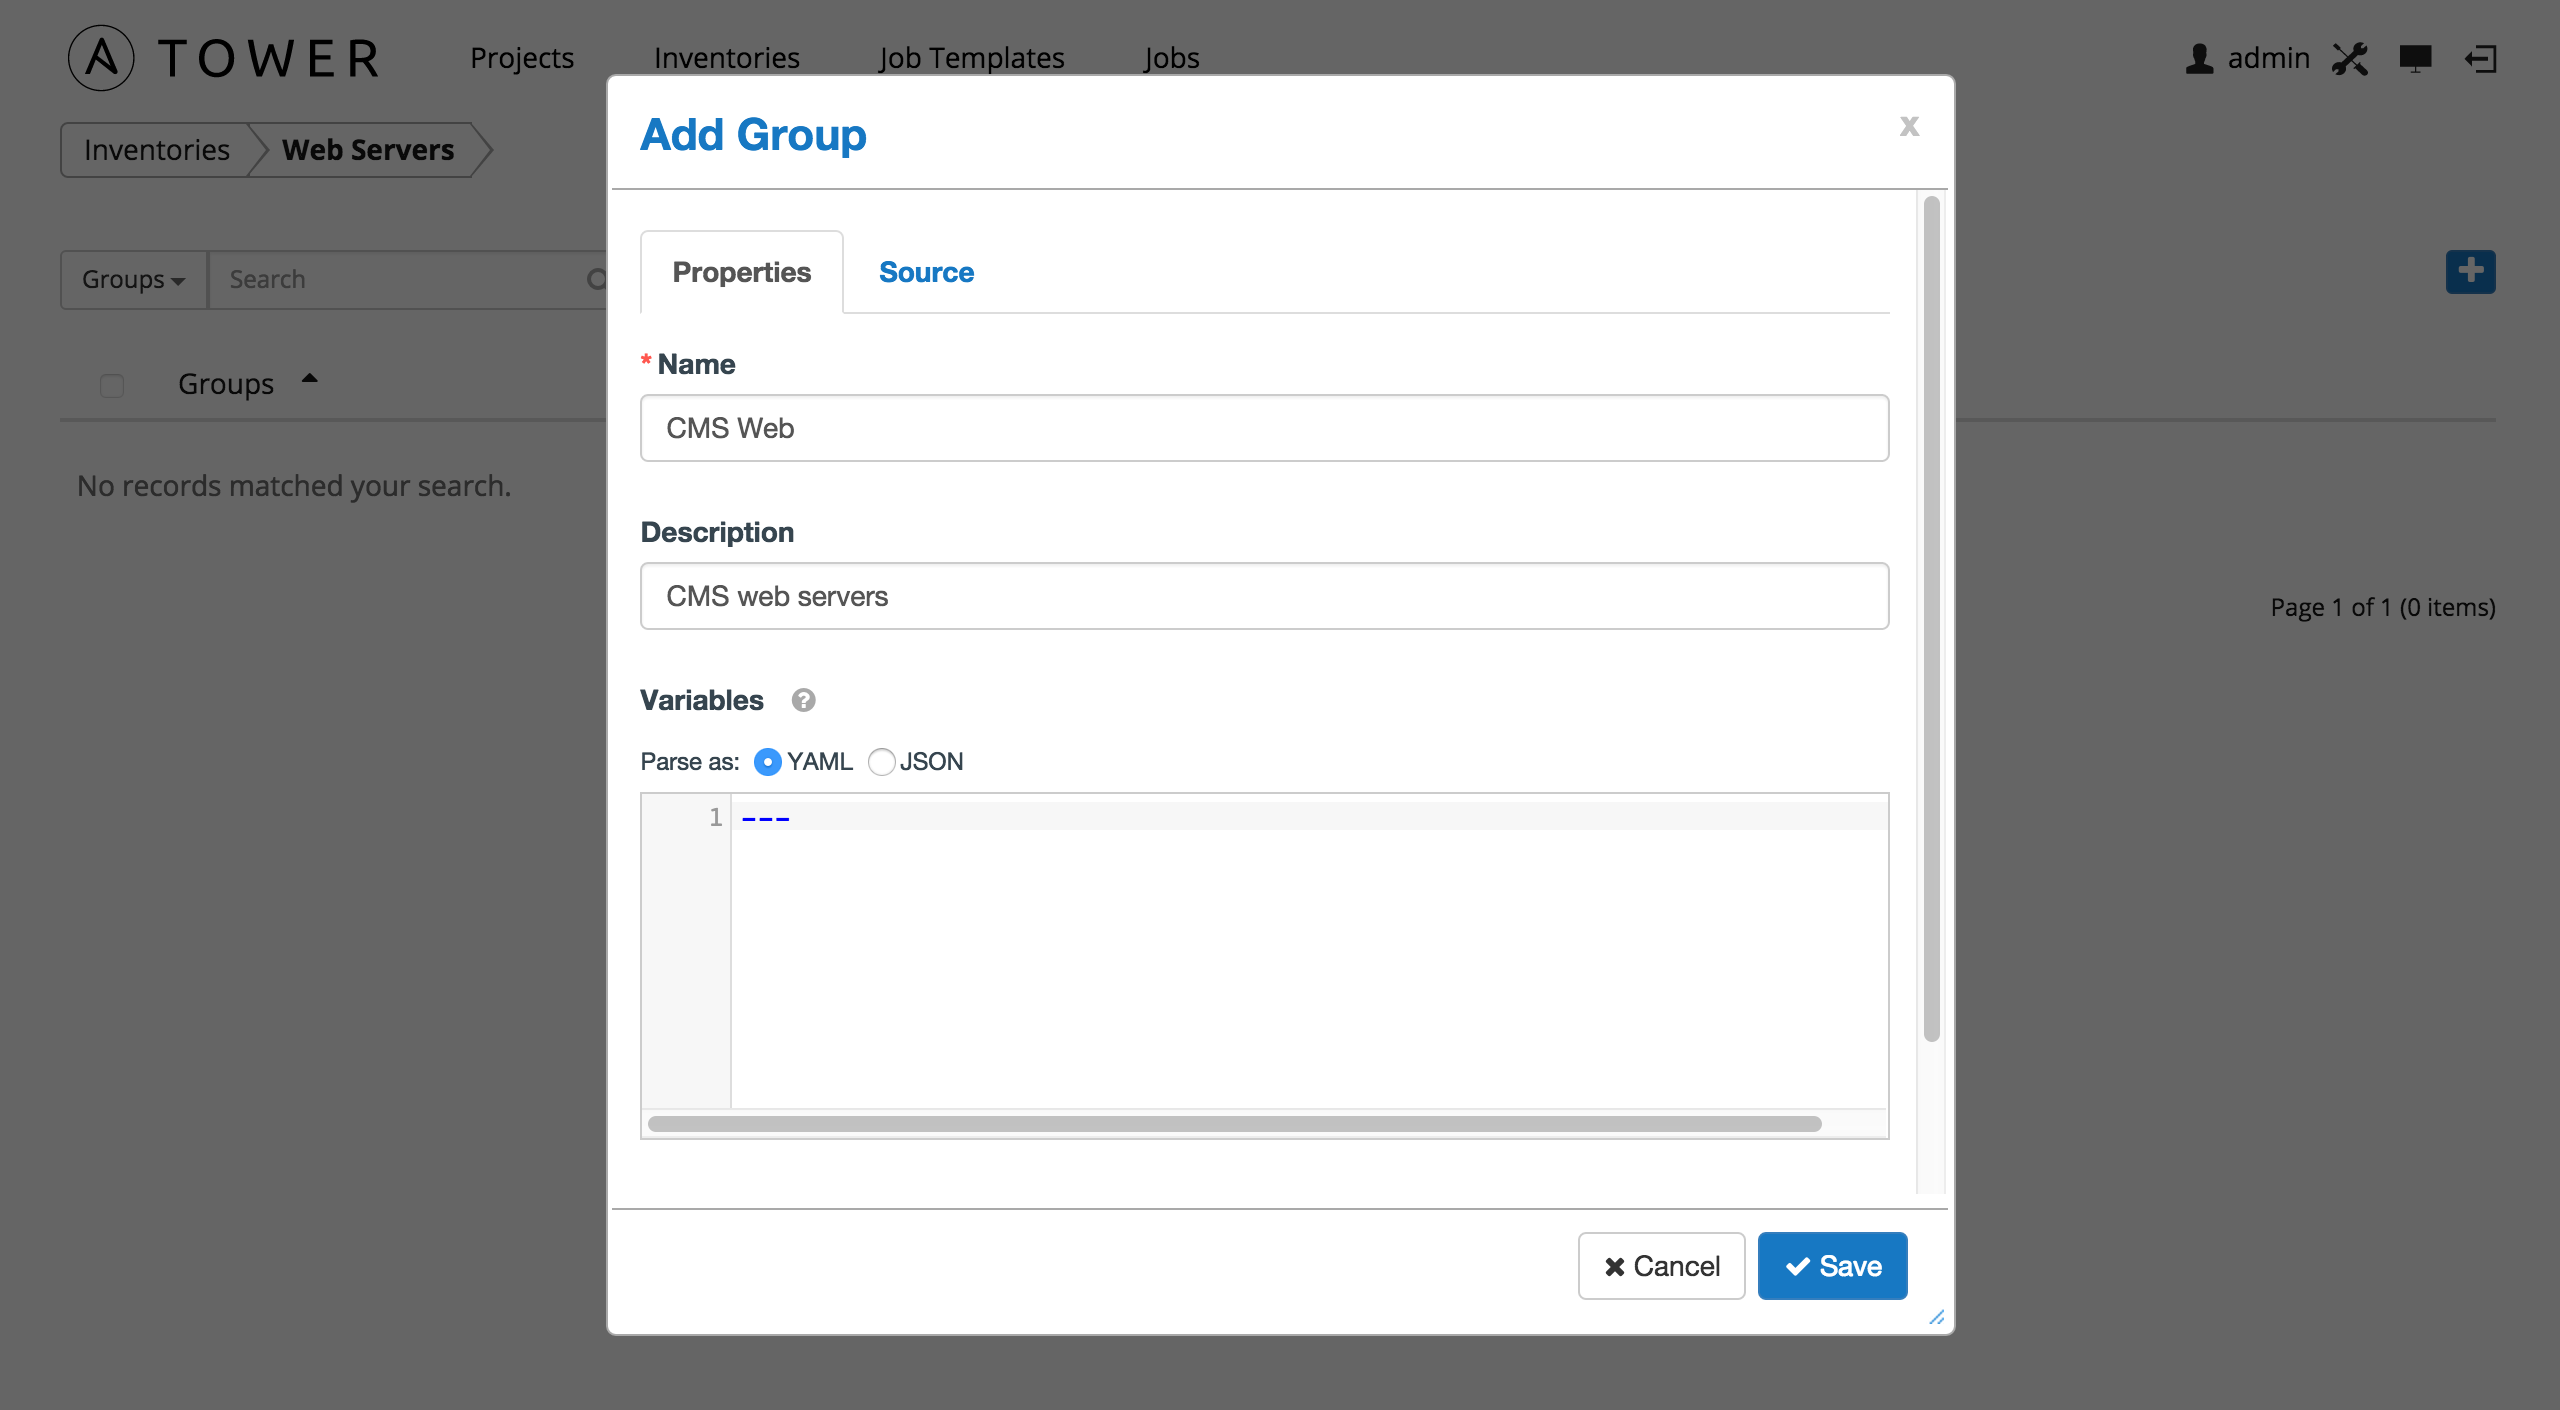 TOWER Projects Inventories Job Templates Jobs admin
Add Group x
Inventories Web Servers
Properties Source
Groups Search
* Name
Groups
CMS Web
No records matched your search.
Description
CMS web servers
Page 1 of 1 (0 items)
Variables ?
Parse as: YAML JSON
1 ---
Cancel Save